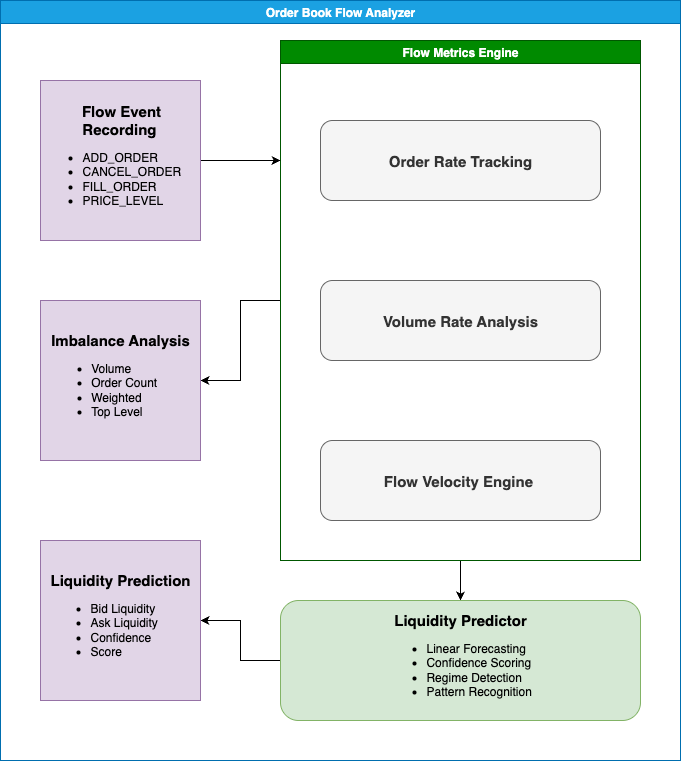 Order Book Flow Analyzer
Flow Metrics Engine
Flow Event
Recording
ADD_ORDER
CANCEL_ORDER
FILL_ORDER
PRICE_LEVEL
Order Rate Tracking
Imbalance Analysis
Volume
Order Count
Weighted
Top Level
Volume Rate Analysis
Flow Velocity Engine
Liquidity Prediction
Bid Liquidity
Ask Liquidity
Confidence
Score
Liquidity Predictor
Linear Forecasting
Confidence Scoring
Regime Detection
Pattern Recognition